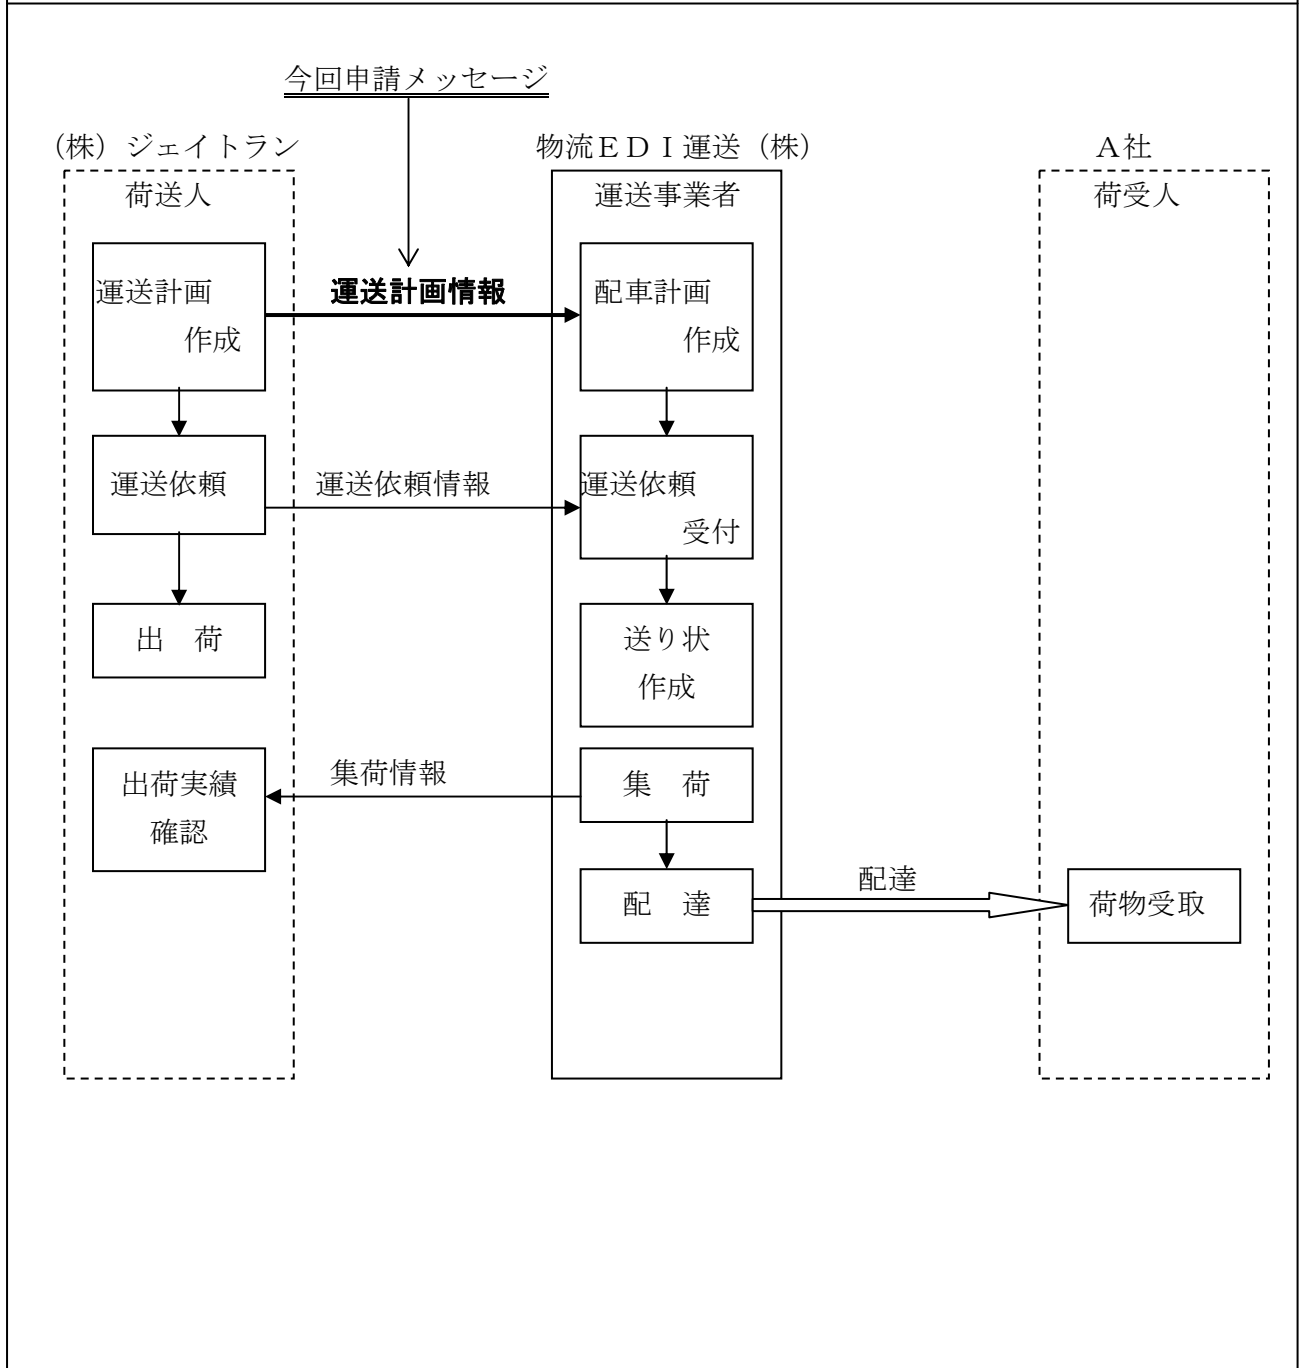 今回申請メッセージ
(株)ジェイトラン
物流EDI運送(株)
A社
荷送人
運送事業者
荷受人
運送計画
作成
運送計画情報
配車計画
作成
運送依頼
運送依頼情報
運送依頼
受付
出 荷
送り状
作成
出荷実績
確認
集荷情報
集 荷
配 達
配達
荷物受取